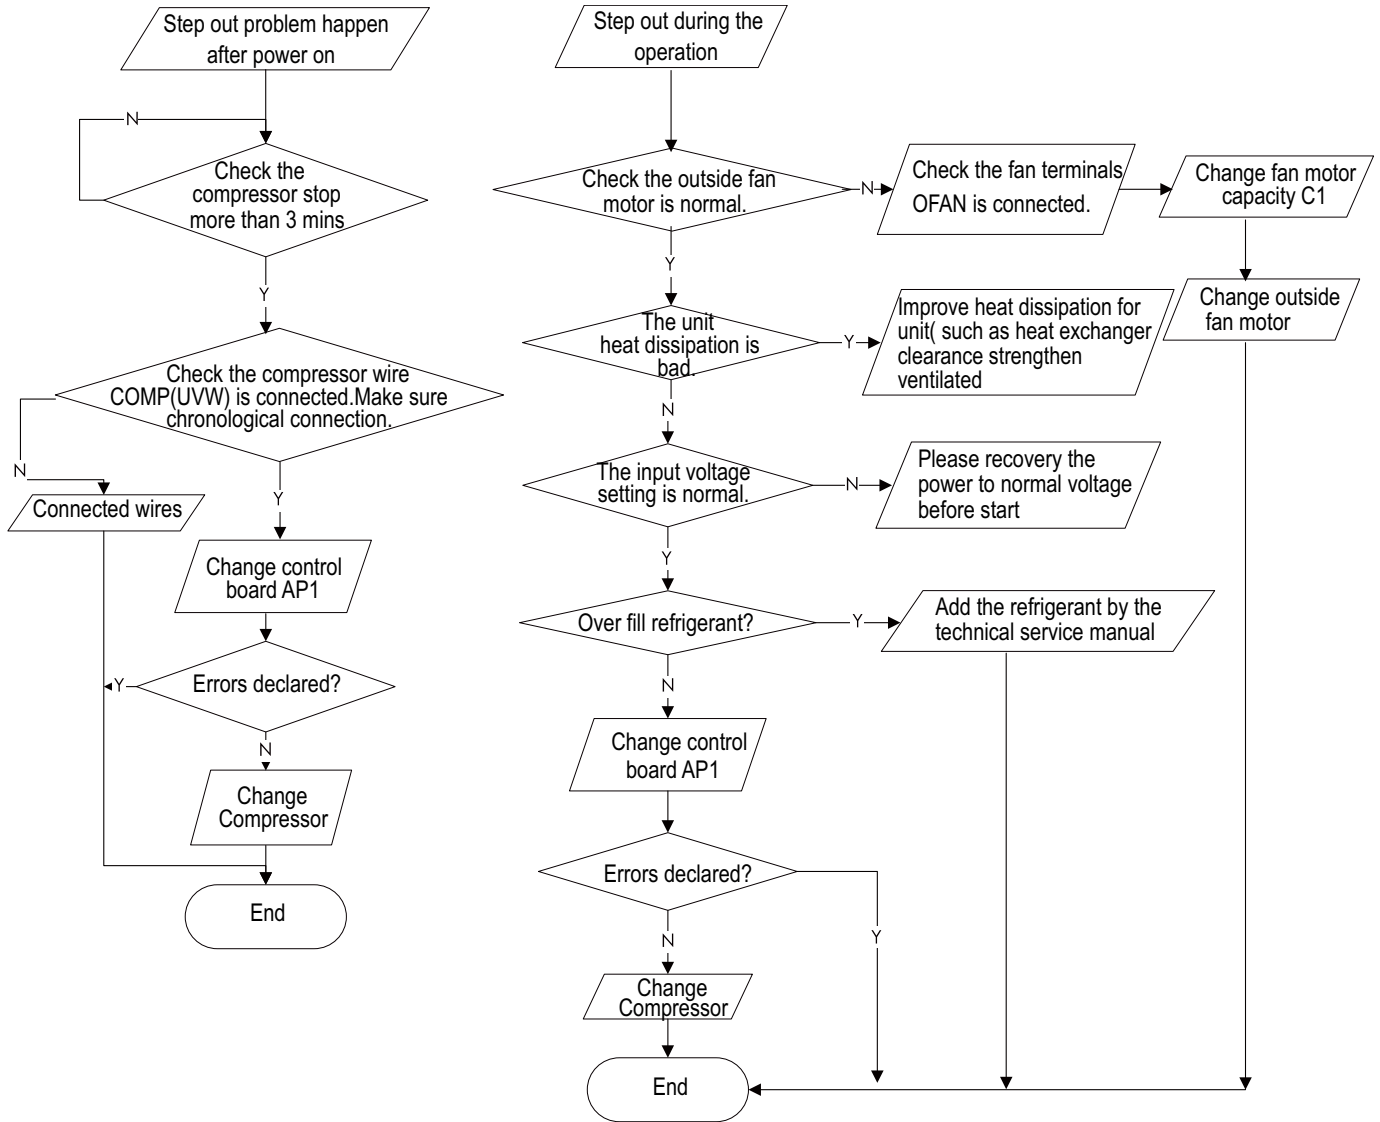 Step out problem happen
after power on
N
Check the
compressor stop
more than 3 mins
Y
Check the compressor wire
COMP(UVW) is connected.Make sure
chronological connection.
N
Connected wires
Y
Change control
board AP1
Errors declared?
Y
N
Change
Compressor
End
Step out during the
operation
Check the outside fan
motor is normal.
N
Check the fan terminals
OFAN is connected.
Change fan motor
capacity C1
Change outside
fan motor
Y
The unit
heat dissipation is
bad.
Y
Improve heat dissipation for
unit( such as heat exchanger
clearance strengthen
ventilated
N
The input voltage
setting is normal.
N
Please recovery the
power to normal voltage
before start
Y
Over fill refrigerant?
Y
Add the refrigerant by the
technical service manual
N
Change control
board AP1
Errors declared?
Y
N
Change
Compressor
End